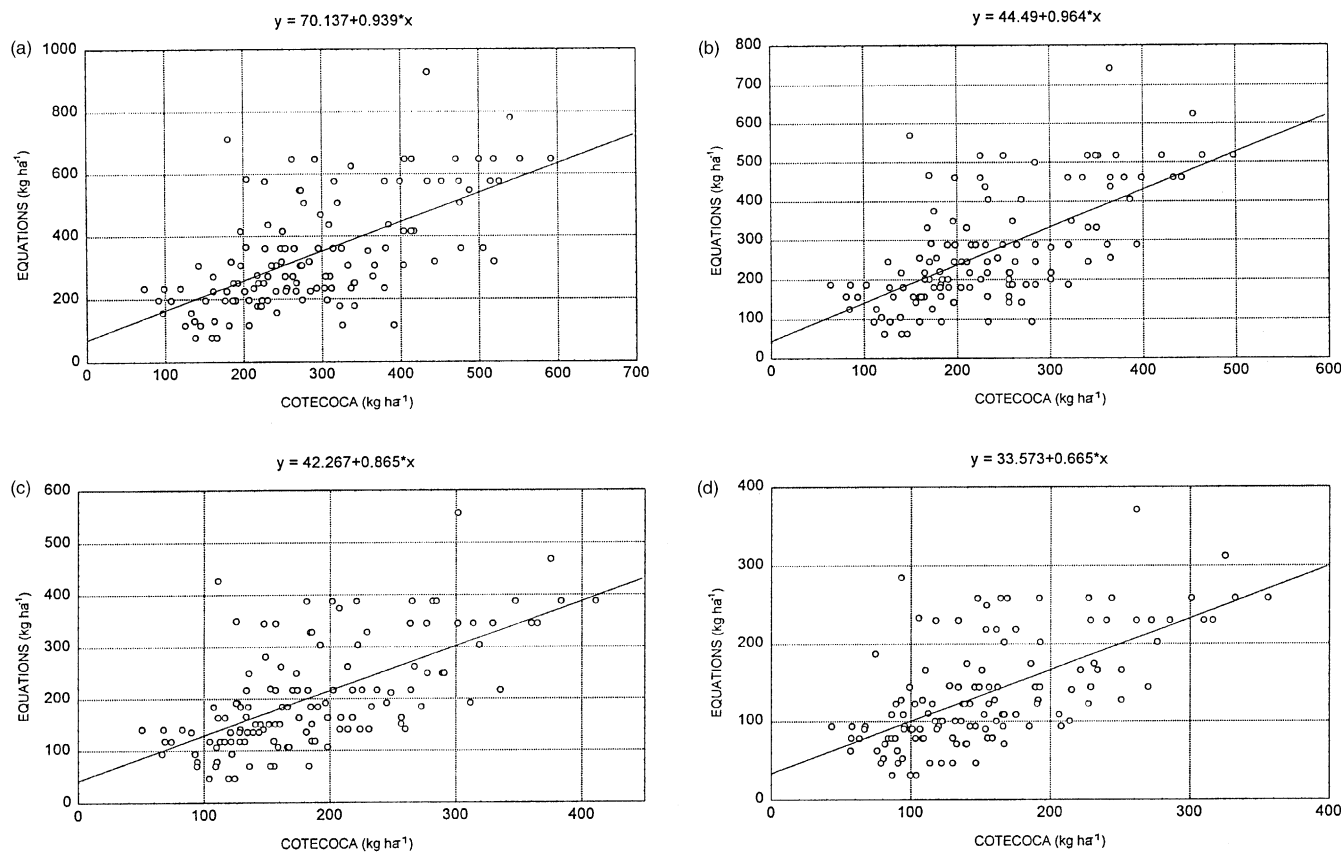 y = 70.137+0.939*x
(a)
1000
800
600
400
200
0
EQUATIONS (kg ha⁻¹)
0 100 200 300 400 500 600 700
COTECOCA (kg ha⁻¹)
y = 44.49+0.964*x
(b)
800
700
600
500
400
300
200
100
0
EQUATIONS (kg ha⁻¹)
0 100 200 300 400 500 600
COTECOCA (kg ha⁻¹)
y = 42.267+0.865*x
(c)
600
500
400
300
200
100
0
EQUATIONS (kg ha⁻¹)
0 100 200 300 400
COTECOCA (kg ha⁻¹)
y = 33.573+0.665*x
(d)
400
300
200
100
0
EQUATIONS (kg ha⁻¹)
0 100 200 300 400
COTECOCA (kg ha⁻¹)